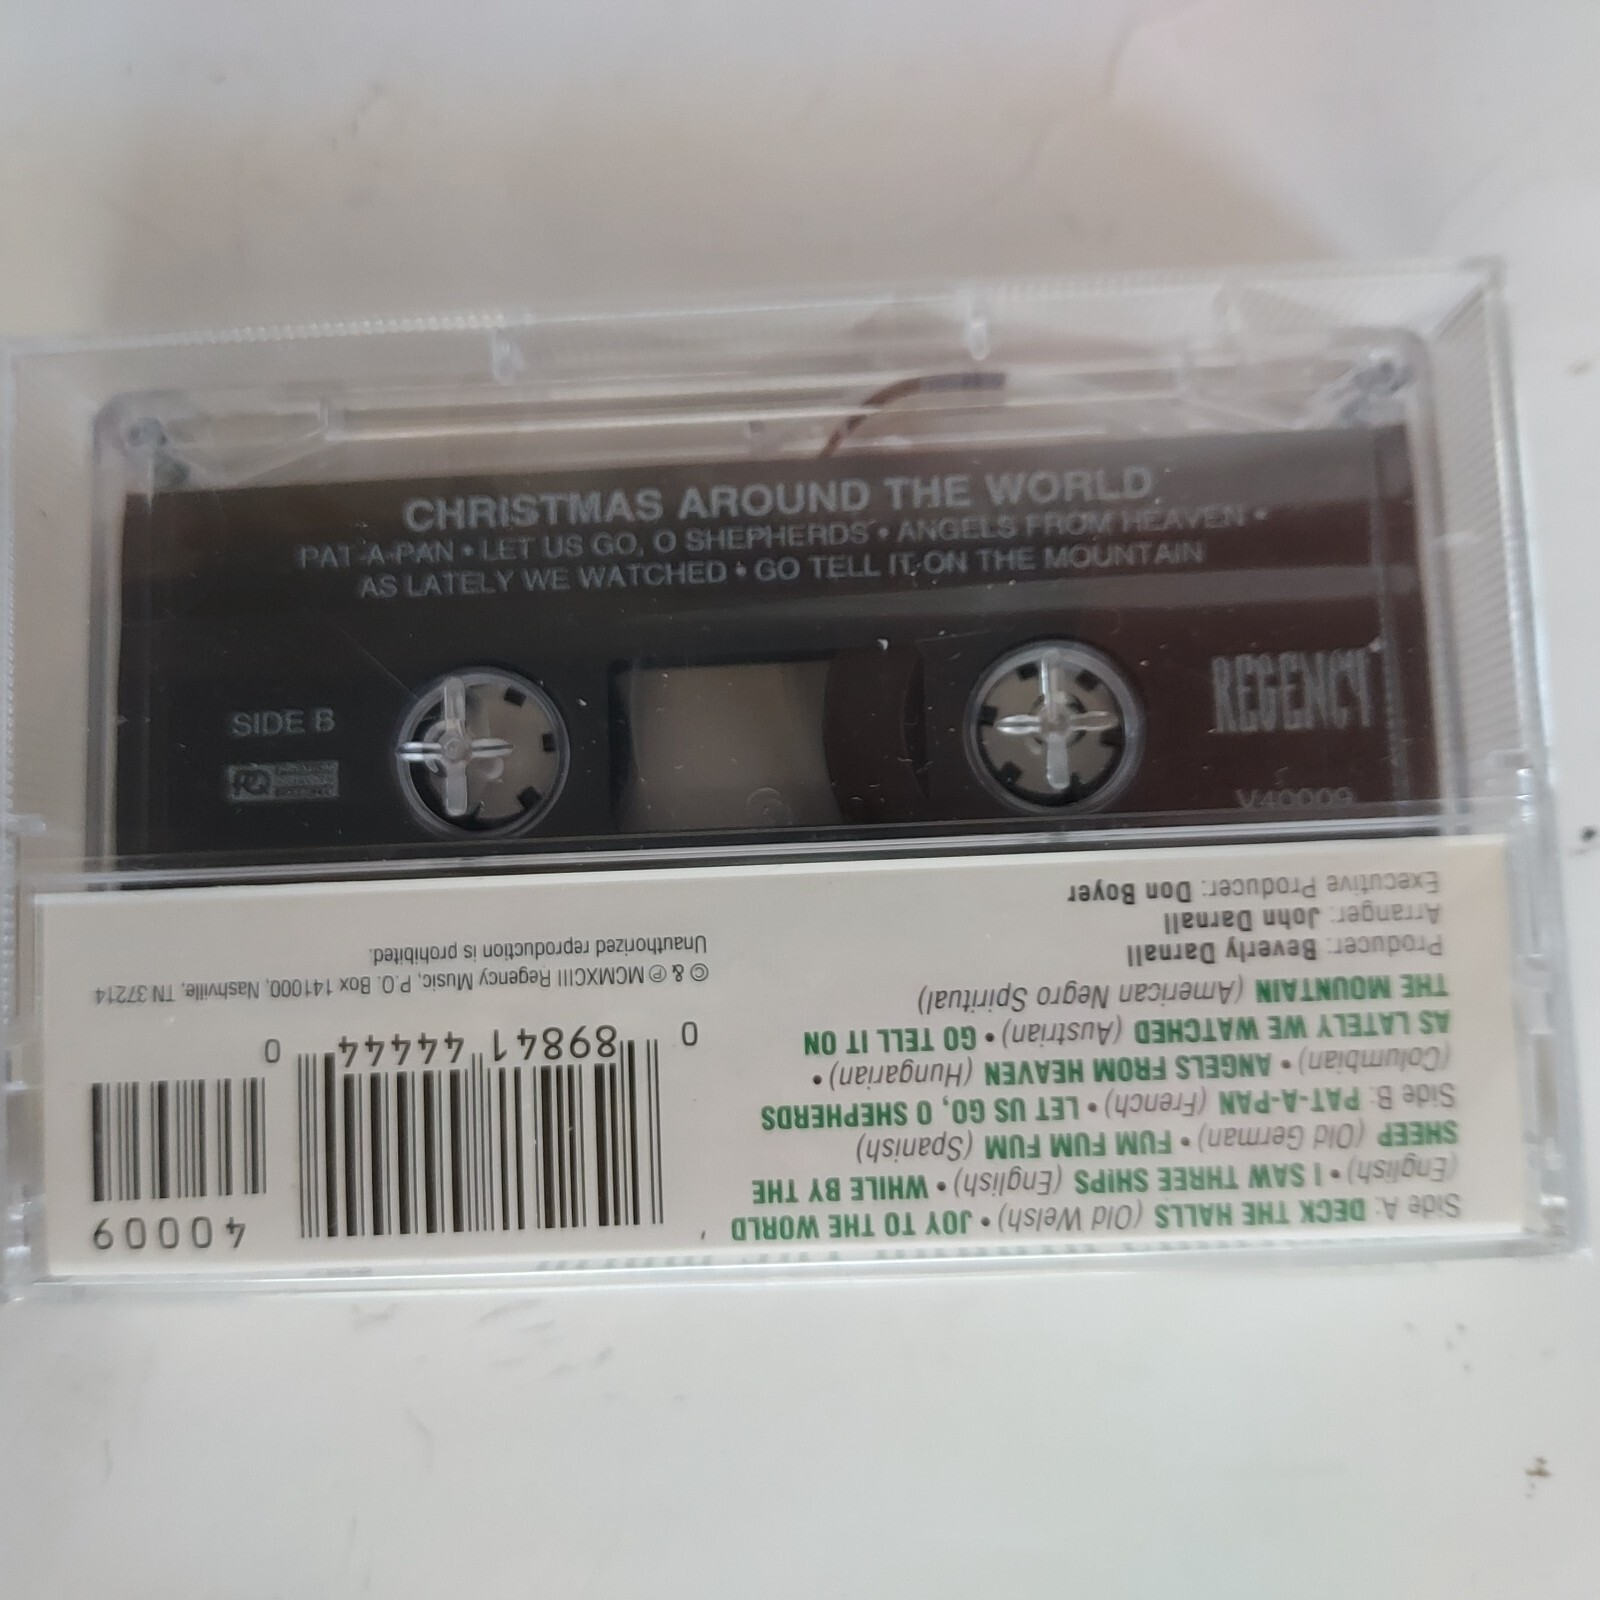 CHRISTMAS AROUND THE WORLD
PAT-A-PAN • LET US GO, O SHEPHERDS • ANGELS FROM HEAVEN •
AS LATELY WE WATCHED • GO TELL IT ON THE MOUNTAIN
SIDE B
REGENCY
V40009
Side A: DECK THE HALLS (Old Welsh) • JOY TO THE WORLD
(English) • I SAW THREE SHIPS (English) • WHILE BY THE
SHEEP (Old German) • FUM FUM FUM (Spanish)
Side B: PAT-A-PAN (French) • LET US GO, O SHEPHERDS
(Columbian) • ANGELS FROM HEAVEN (Hungarian) •
AS LATELY WE WATCHED (Austrian) • GO TELL IT ON
THE MOUNTAIN (American Negro Spiritual)
Producer: Beverly Darnall
Arranger: John Darnall
Executive Producer: Don Boyer
40009
0 89841 44444 0
© & ℗ MCMXCIII Regency Music, P.O. Box 141000, Nashville, TN 37214
Unauthorized reproduction is prohibited.